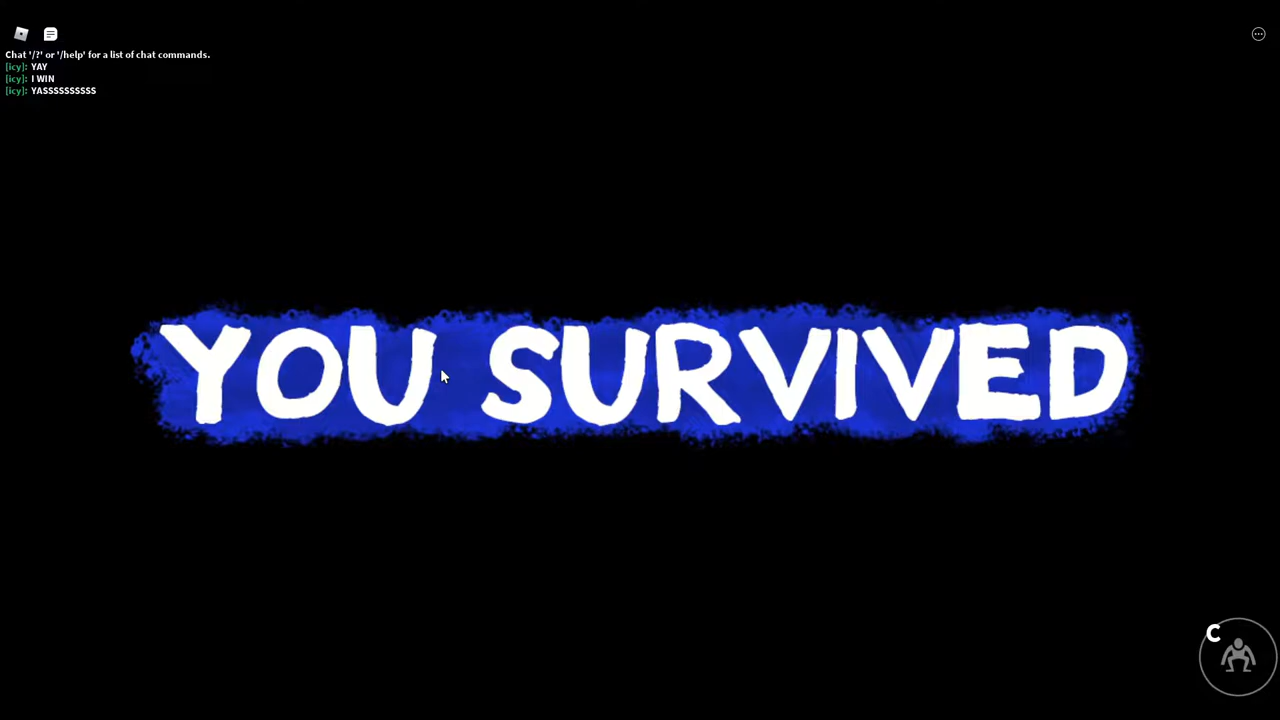 Chat '/?' or '/help' for a list of chat commands.
[icy]: YAY
[icy]: I WIN
[icy]: YASSSSSSSSSS
YOU SURVIVED
C